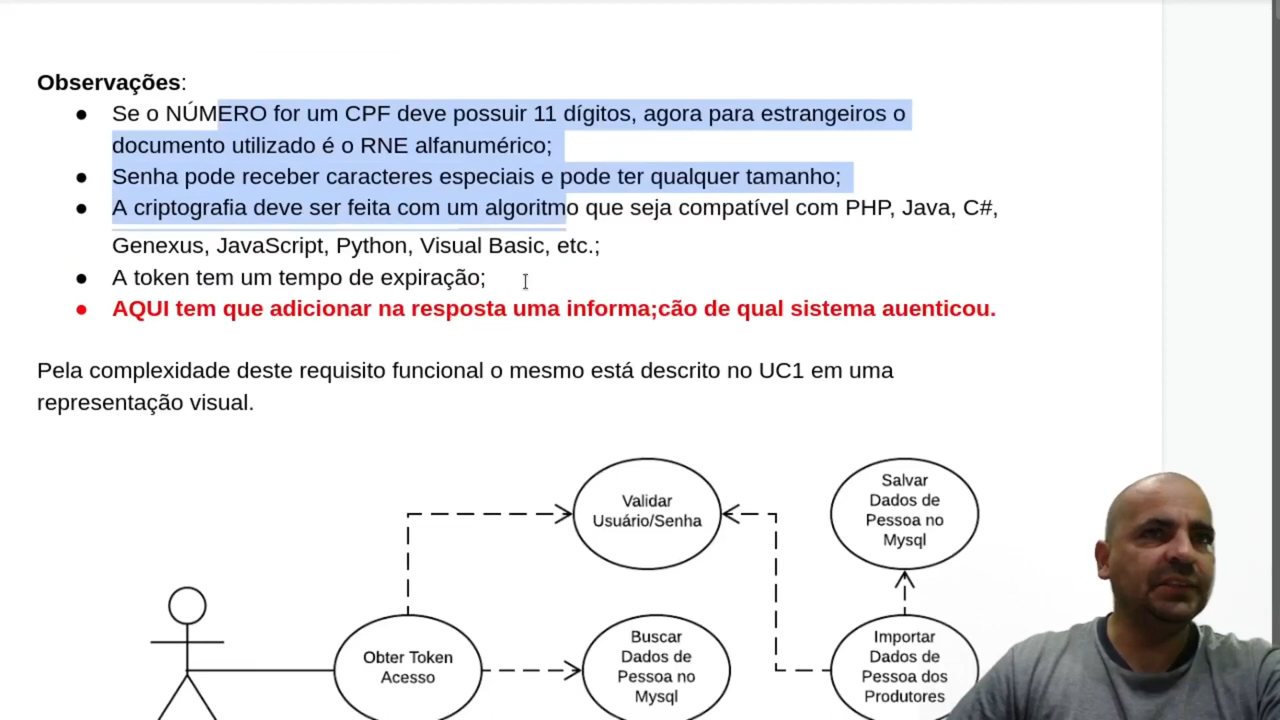 Observações:
● Se o NÚMERO for um CPF deve possuir 11 dígitos, agora para estrangeiros o
documento utilizado é o RNE alfanumérico;
● Senha pode receber caracteres especiais e pode ter qualquer tamanho;
● A criptografia deve ser feita com um algoritmo que seja compatível com PHP, Java, C#,
Genexus, JavaScript, Python, Visual Basic, etc.;
● A token tem um tempo de expiração;
● AQUI tem que adicionar na resposta uma informa;cão de qual sistema auenticou.
Pela complexidade deste requisito funcional o mesmo está descrito no UC1 em uma
representação visual.
Validar
Usuário/Senha
Salvar
Dados de
Pessoa no
Mysql
Obter Token
Acesso
Buscar
Dados de
Pessoa no
Mysql
Importar
Dados de
Pessoa dos
Produtores